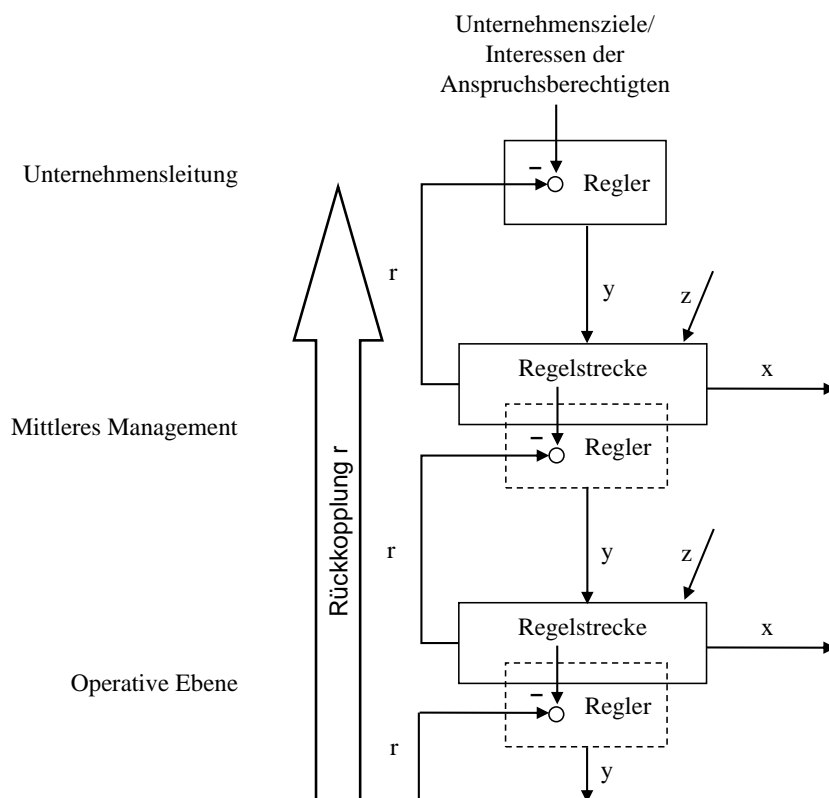 Unternehmensziele/
Interessen der
Anspruchsberechtigten
Unternehmensleitung
–
Regler
r
y
z
Regelstrecke
x
Mittleres Management
–
Regler
Rückkopplung r
r
y
z
Regelstrecke
x
Operative Ebene
–
Regler
r
y